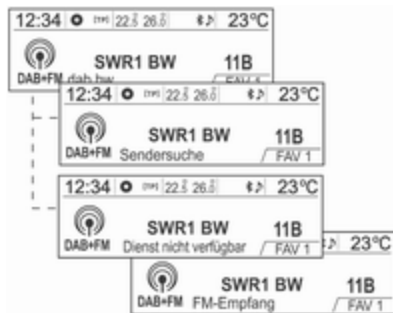 12:34 [TP] 22.5 26.0 23°C
SWR1 BW 11B
DAB+FM dab bw FAV 1
12:34 [TP] 22.5 26.0 23°C
SWR1 BW 11B
DAB+FM Sendersuche FAV 1
12:34 [TP] 22.5 26.0 23°C
SWR1 BW 11B
DAB+FM Dienst nicht verfügbar FAV 1
23°C
SWR1 BW 11B
DAB+FM FM-Empfang FAV 1